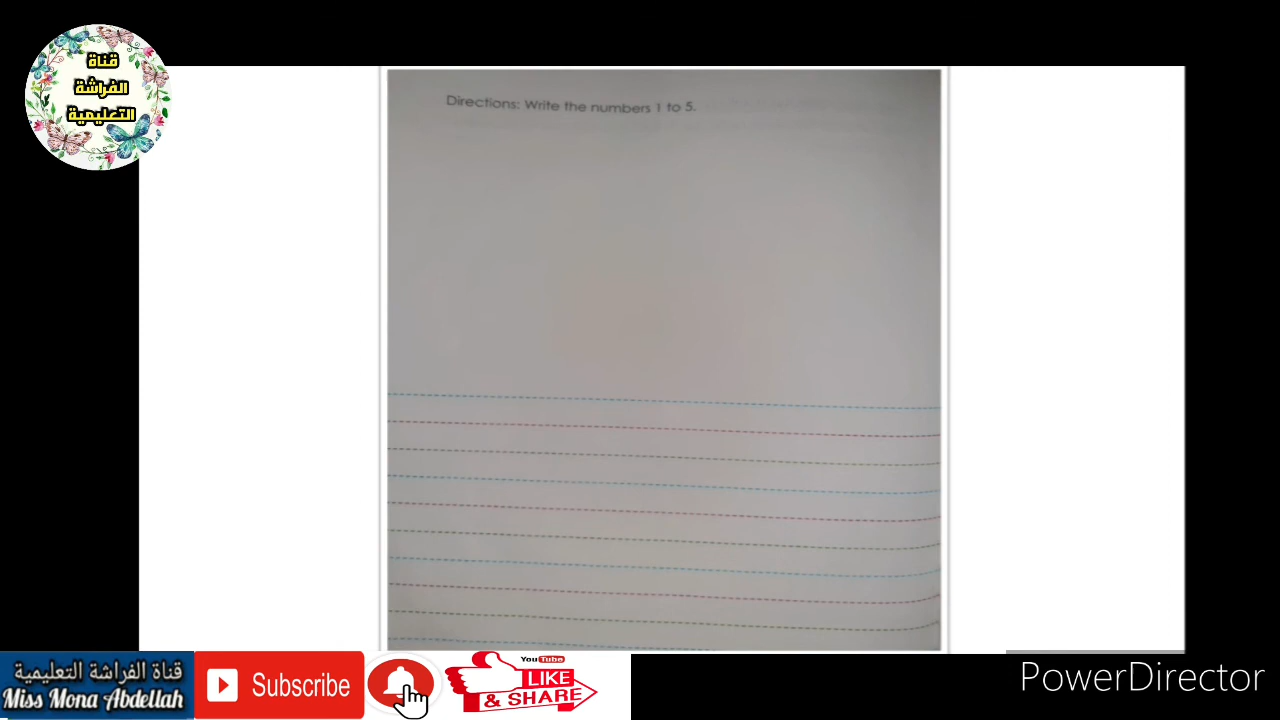 قناة
الفراشة
التعليمية
Directions: Write the numbers 1 to 5.
قناة الفراشة التعليمية
Miss Mona Abdellah
Subscribe
YouTube
LIKE
& SHARE
PowerDirector